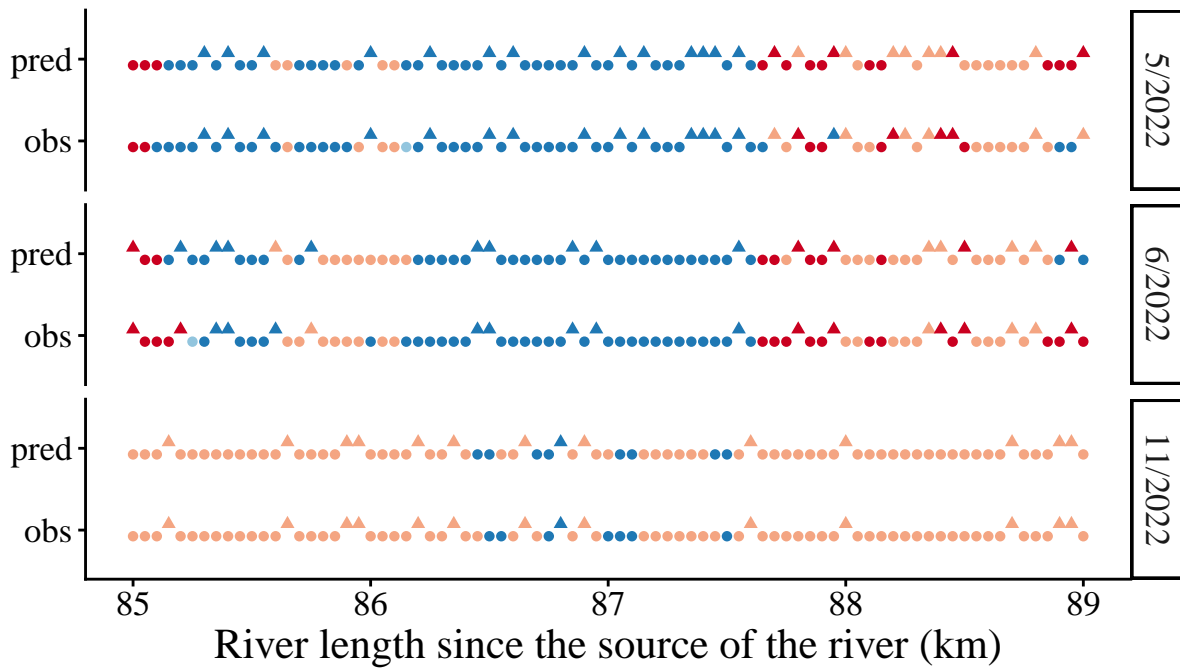 pred
obs
5/2022
pred
obs
6/2022
pred
obs
11/2022
85 86 87 88 89
River length since the source of the river (km)